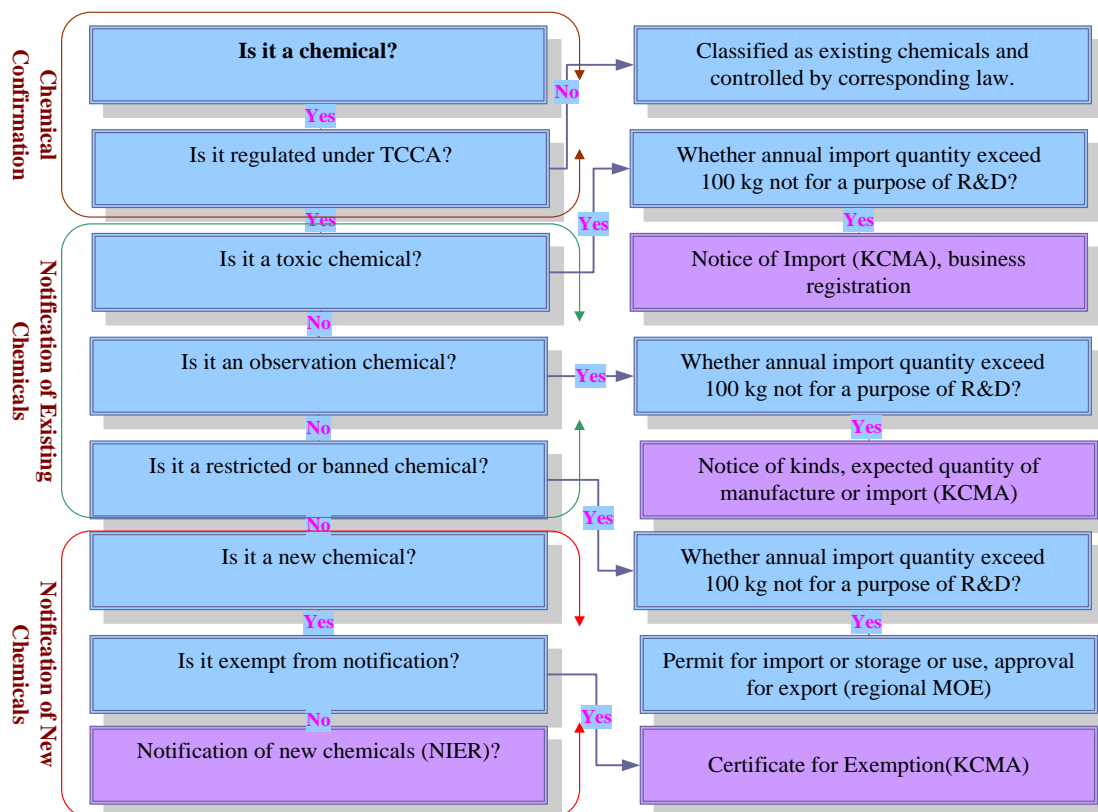 Chemical
Confirmation
Is it a chemical?
Yes
Is it regulated under TCCA?
No
Classified as existing chemicals and
controlled by corresponding law.
Yes
Notification of Existing
Chemicals
Is it a toxic chemical?
Yes
Whether annual import quantity exceed
100 kg not for a purpose of R&D?
Yes
Notice of Import (KCMA), business
registration
No
Is it an observation chemical?
Yes
Whether annual import quantity exceed
100 kg not for a purpose of R&D?
Yes
Notice of kinds, expected quantity of
manufacture or import (KCMA)
No
Is it a restricted or banned chemical?
Yes
Whether annual import quantity exceed
100 kg not for a purpose of R&D?
Yes
Permit for import or storage or use, approval
for export (regional MOE)
No
Notification of New
Chemicals
Is it a new chemical?
Yes
Is it exempt from notification?
Yes
Certificate for Exemption(KCMA)
No
Notification of new chemicals (NIER)?